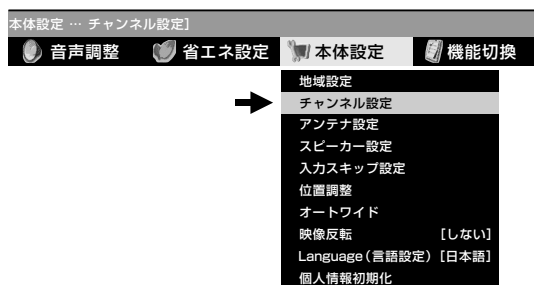 本体設定 … チャンネル設定]
音声調整 省エネ設定 本体設定 機能切換
地域設定
チャンネル設定
アンテナ設定
スピーカー設定
入力スキップ設定
位置調整
オートワイド
映像反転 [しない]
Language(言語設定) [日本語]
個人情報初期化